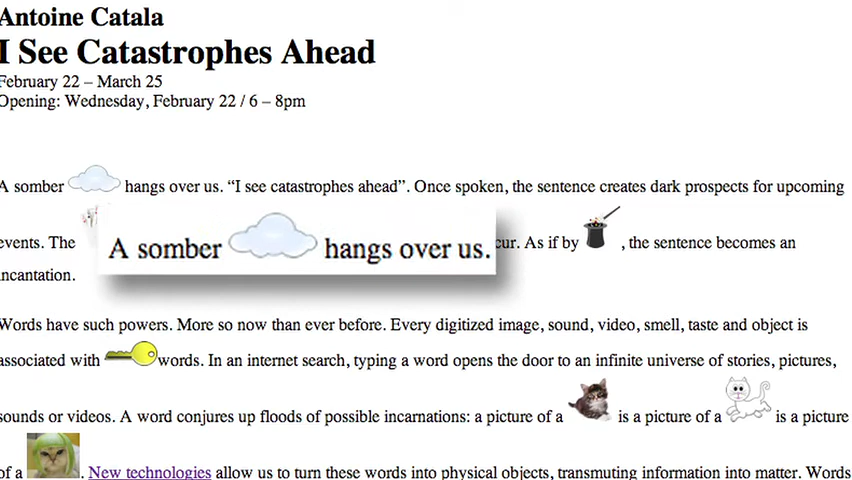 Antoine Catala
I See Catastrophes Ahead
February 22 – March 25
Opening: Wednesday, February 22 / 6 – 8pm
A somber hangs over us. “I see catastrophes ahead”. Once spoken, the sentence creates dark prospects for upcoming
events. The cur. As if by , the sentence becomes an
A somber hangs over us.
incantation.
Words have such powers. More so now than ever before. Every digitized image, sound, video, smell, taste and object is
associated with words. In an internet search, typing a word opens the door to an infinite universe of stories, pictures,
sounds or videos. A word conjures up floods of possible incarnations: a picture of a is a picture of a is a picture
of a . New technologies allow us to turn these words into physical objects, transmuting information into matter. Words